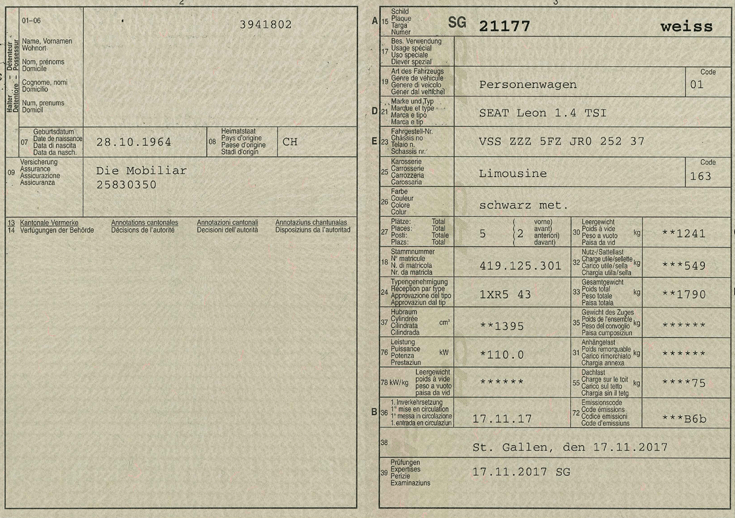 2
01–06
3941802
Halter – Détenteur –
Detentore – Possessur
Name, Vornamen
Wohnort
Nom, prénoms
Domicile
Cognome, nomi
Domicilio
Num, prenums
Domicil
07
Geburtsdatum
Date de naissance
Data di nascita
Data da nasch.
28.10.1964
08
Heimatstaat
Pays d'origine
Paese d'origine
Stadi d'origin
CH
09
Versicherung
Assurance
Assicurazione
Assicuranza
Die Mobiliar
25830350
13 Kantonale Vermerke Annotations cantonales Annotazioni cantonali Annotaziuns chantunalas
14 Verfügungen der Behörde Décisions de l'autorité Decisioni dell'autorità Disposiziuns da l'autoritad
3
A 15
Schild
Plaque
Targa
Numer
SG 21177 weiss
17
Bes. Verwendung
Usage spécial
Uso speciale
Diever spezial
19
Art des Fahrzeugs
Genre de véhicule
Genere di veicolo
Gener dal vehichel
Personenwagen
Code
01
D 21
Marke und Typ
Marque et type
Marca e tipo
Marca e tip
SEAT Leon 1.4 TSI
E 23
Fahrgestell-Nr.
Châssis no
Telaio n.
Schassis nr.
VSS ZZZ 5FZ JR0 252 37
25
Karosserie
Carrosserie
Carrozzeria
Carossaria
Limousine
Code
163
26
Farbe
Couleur
Colore
Colur
schwarz met.
27
Plätze: Total
Places: Total
Posti: Totale
Plazs: Total
5
( vorne)
( avant)
( anteriori)
( davant)
2
30
Leergewicht
Poids à vide
Peso a vuoto
Paisa da vid
kg
**1241
18
Stammnummer
N° matricule
N. di matricola
Nr. da matricla
419.125.301
32
Nutz-/Sattellast
Charge utile/sellette
Carico utile/sella
Chargia utila/sella
kg
***549
24
Typengenehmigung
Réception par type
Approvazione del tipo
Approvaziun dal tip
1XR5 43
33
Gesamtgewicht
Poids total
Peso totale
Paisa totala
kg
**1790
37
Hubraum
Cylindrée
Cilindrata
Cilindrada
cm³
**1395
35
Gewicht des Zuges
Poids de l'ensemble
Peso del convoglio
Paisa cumposiziun
kg
******
76
Leistung
Puissance
Potenza
Prestaziun
kW
*110.0
31
Anhängelast
Poids remorquable
Carico rimorchiato
Chargia annexa
kg
******
78 kW/kg
Leergewicht
poids à vide
peso a vuoto
paisa da vid
******
55
Dachlast
Charge sur le toit
Carico sul tetto
Chargia sin il tetg
kg
****75
B 36
1. Inverkehrsetzung
1re mise en circulation
1a messa in circolazione
1. entrada en circulaziun
17.11.17
72
Emissionscode
Code émissions
Codice emissioni
Code d'emissiuns
***B6b
38
St. Gallen, den 17.11.2017
39
Prüfungen
Expertises
Perizie
Examinaziuns
17.11.2017 SG